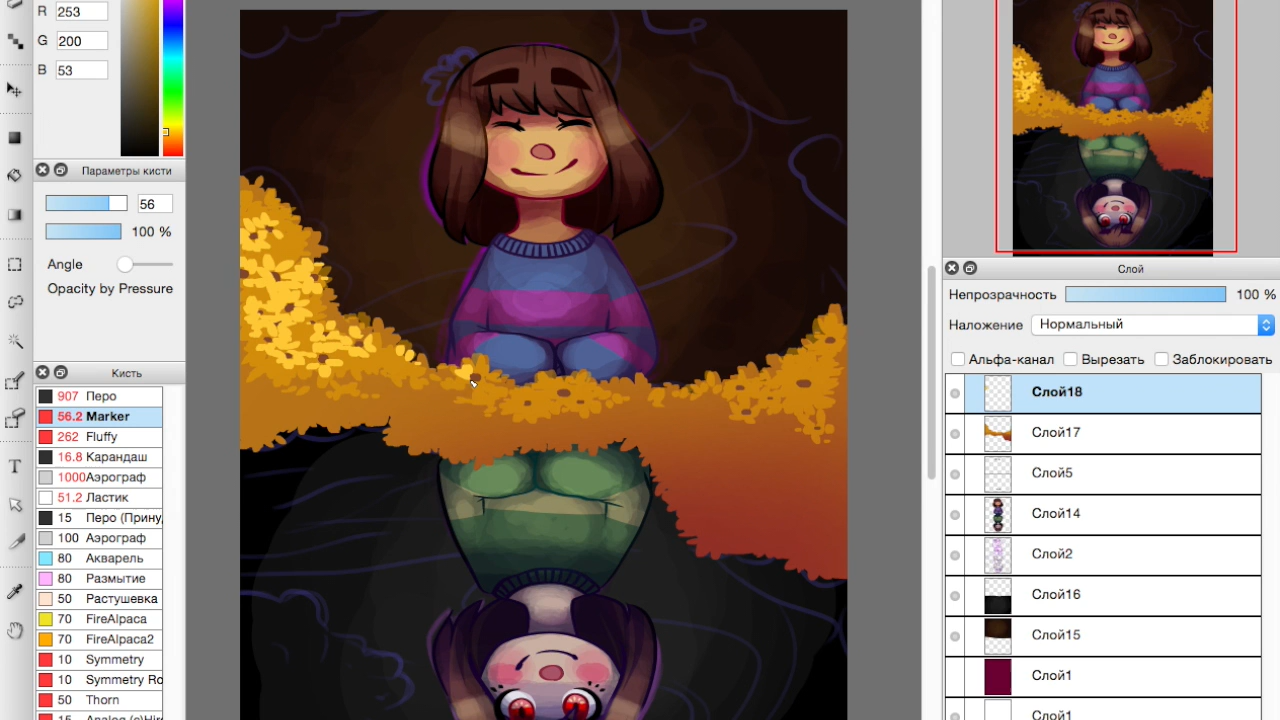 R 253
G 200
B 53
Параметры кисти
56
100 %
Angle
Opacity by Pressure
Кисть
907 Перо
56.2 Marker
262 Fluffy
16.8 Карандаш
1000 Аэрограф
51.2 Ластик
15 Перо (Прину
100 Аэрограф
80 Акварель
80 Размытие
50 Растушевка
70 FireAlpaca
70 FireAlpaca2
10 Symmetry
10 Symmetry Ro
50 Thorn
T
Слой
Непрозрачность 100 %
Наложение Нормальный
Альфа-канал Вырезать Заблокировать
Слой18
Слой17
Слой5
Слой14
Слой2
Слой16
Слой15
Слой1
Слой1